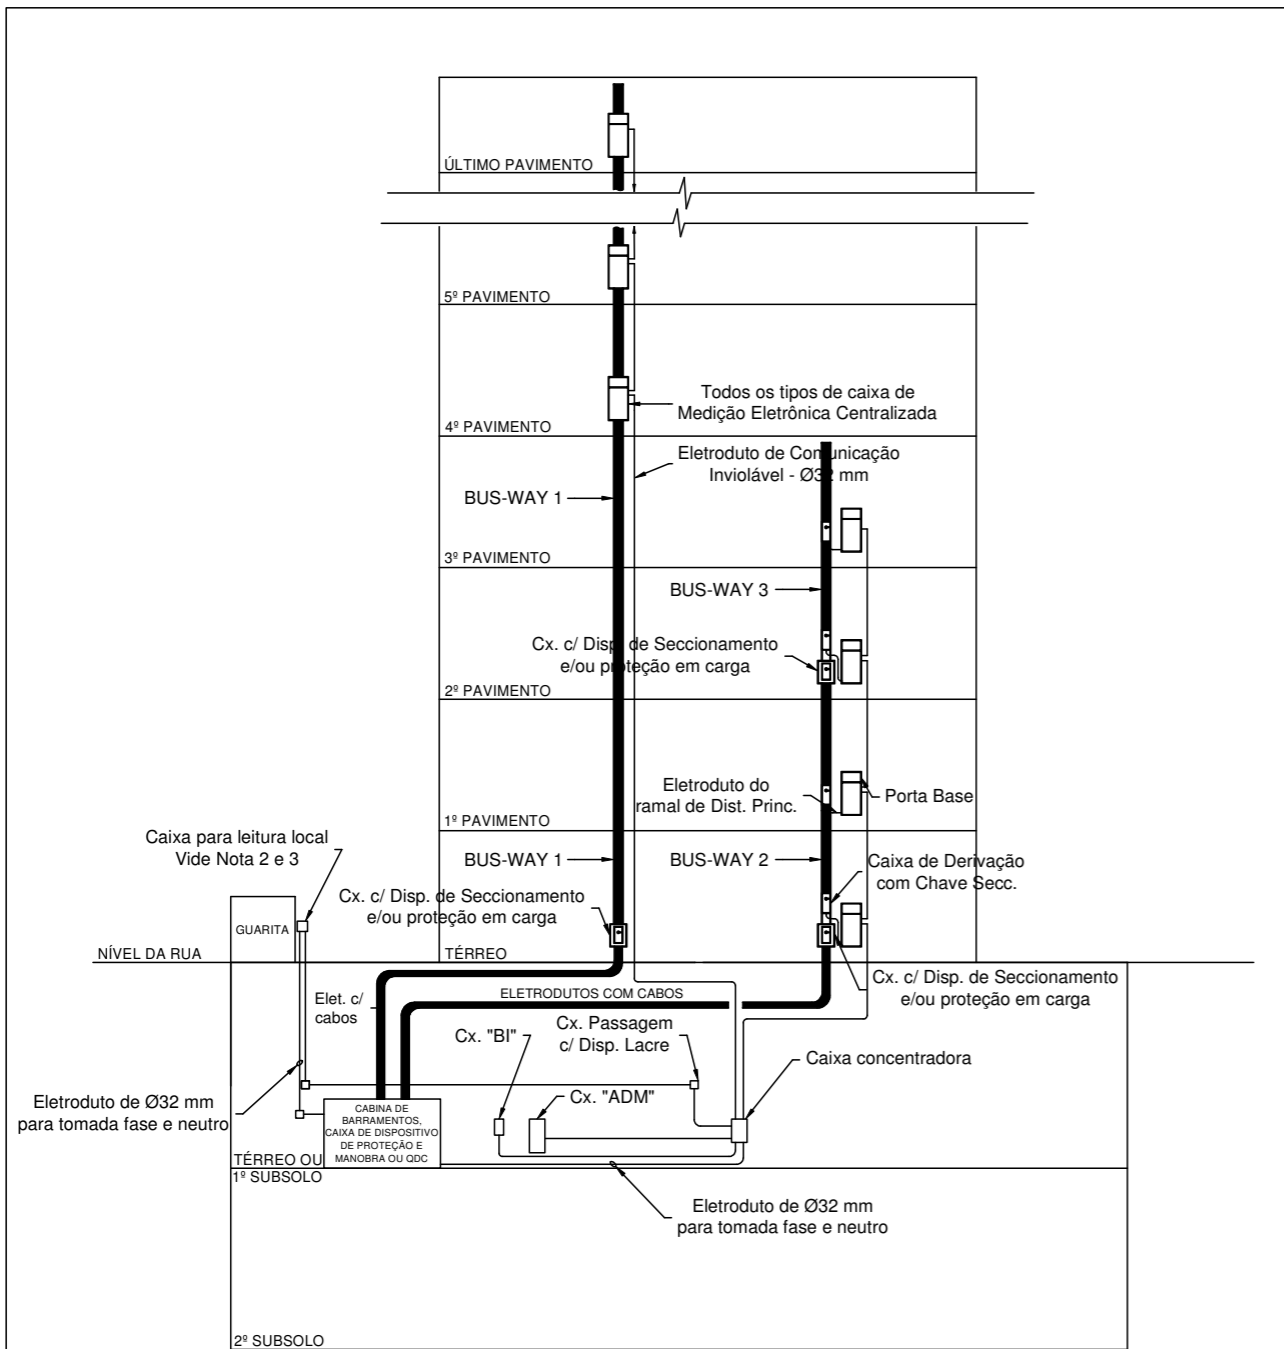 ÚLTIMO PAVIMENTO
5º PAVIMENTO
Todos os tipos de caixa de
Medição Eletrônica Centralizada
4º PAVIMENTO
Eletroduto de Comunicação
Inviolável - Ø32 mm
BUS-WAY 1
3º PAVIMENTO
BUS-WAY 3
Cx. c/ Disp. de Seccionamento
e/ou proteção em carga
2º PAVIMENTO
Eletroduto do
ramal de Dist. Princ.
Porta Base
1º PAVIMENTO
Caixa para leitura local
Vide Nota 2 e 3
BUS-WAY 1
BUS-WAY 2
Caixa de Derivação
com Chave Secc.
Cx. c/ Disp. de Seccionamento
e/ou proteção em carga
GUARITA
NÍVEL DA RUA
TÉRREO
Cx. c/ Disp. de Seccionamento
e/ou proteção em carga
Elet. c/
cabos
ELETRODUTOS COM CABOS
Cx. "BI"
Cx. Passagem
c/ Disp. Lacre
Caixa concentradora
Cx. "ADM"
Eletroduto de Ø32 mm
para tomada fase e neutro
CABINA DE
BARRAMENTOS,
CAIXA DE DISPOSITIVO
DE PROTEÇÃO E
MANOBRA OU QDC
TÉRREO OU
1º SUBSOLO
Eletroduto de Ø32 mm
para tomada fase e neutro
2º SUBSOLO